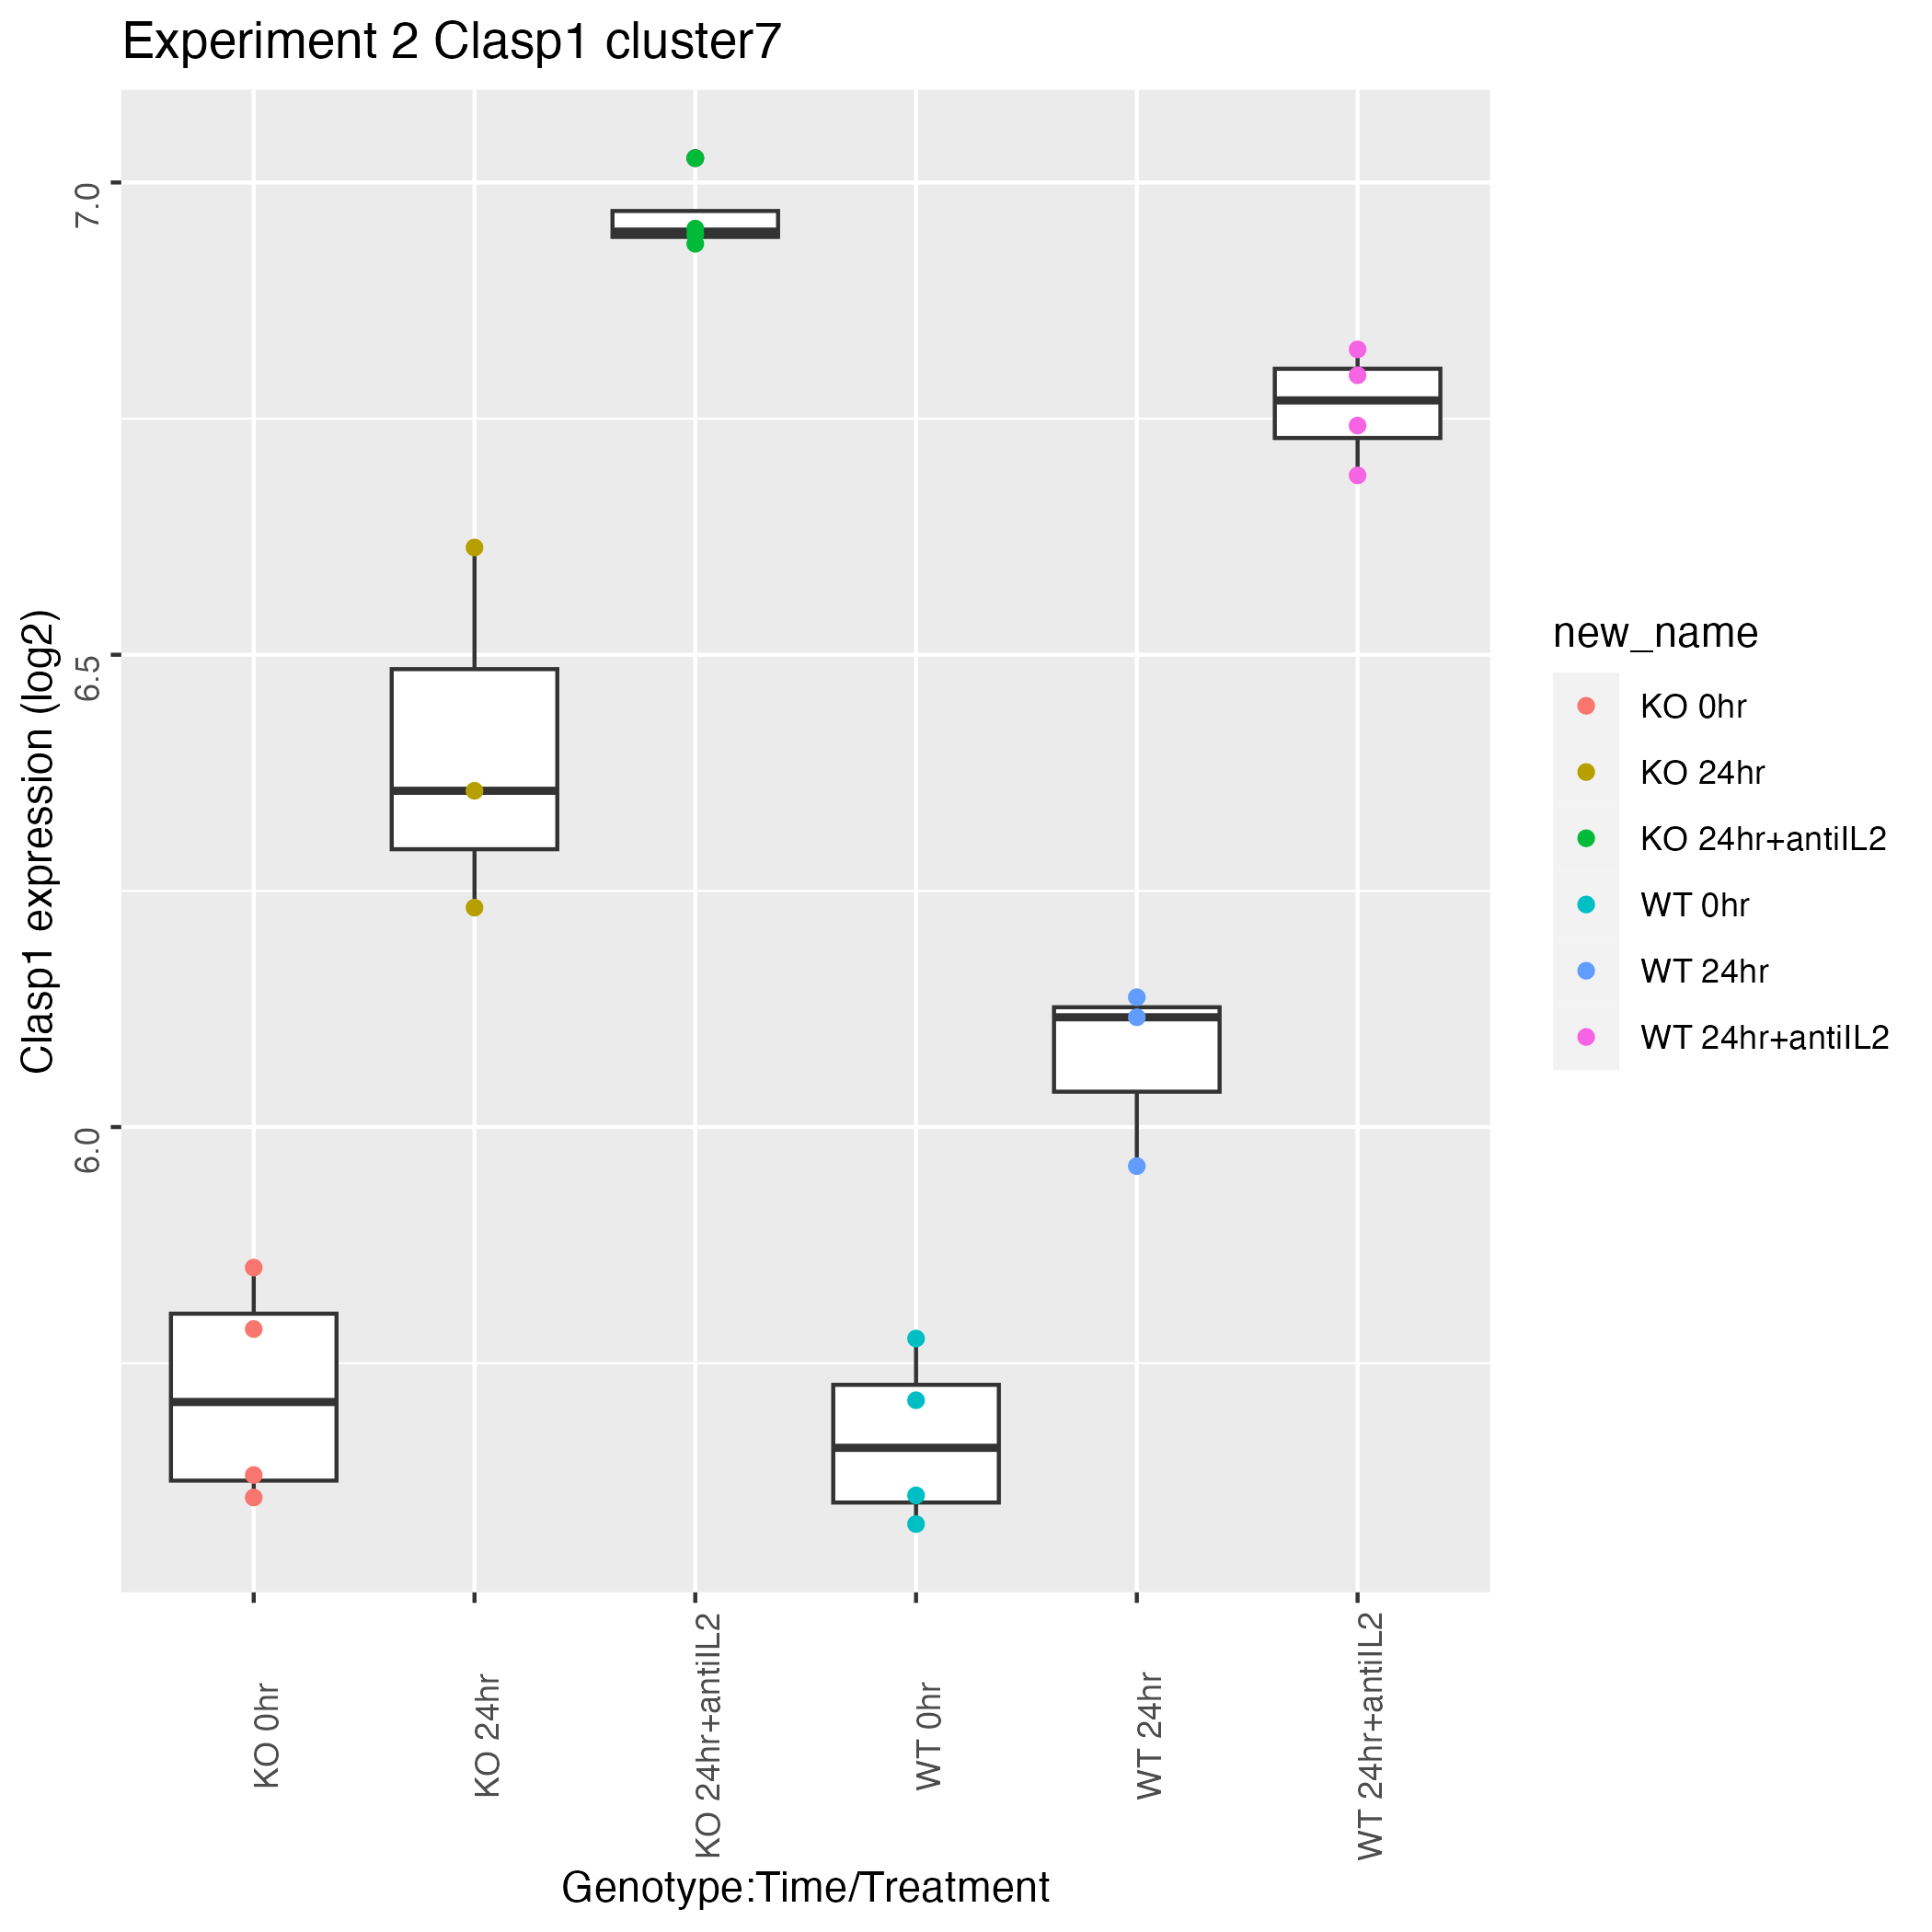 Experiment 2 Clasp1 cluster7
Clasp1 expression (log2)
7.0
6.5
6.0
KO 0hr
KO 24hr
KO 24hr+antiIL2
WT 0hr
WT 24hr
WT 24hr+antiIL2
Genotype:Time/Treatment
new_name
KO 0hr
KO 24hr
KO 24hr+antiIL2
WT 0hr
WT 24hr
WT 24hr+antiIL2